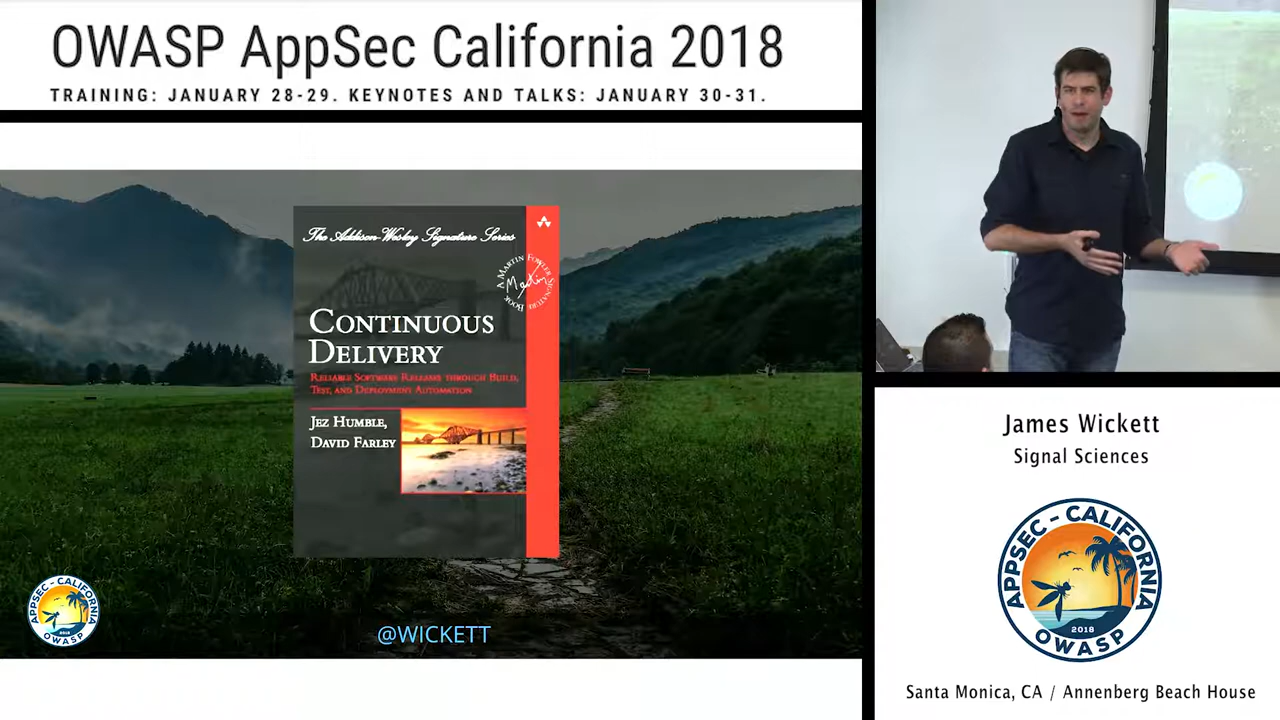 OWASP AppSec California 2018
TRAINING: JANUARY 28-29. KEYNOTES AND TALKS: JANUARY 30-31.
The Addison-Wesley Signature Series
A MARTIN FOWLER SIGNATURE BOOK
Martin
CONTINUOUS
DELIVERY
RELIABLE SOFTWARE RELEASES THROUGH BUILD,
TEST, AND DEPLOYMENT AUTOMATION
JEZ HUMBLE,
DAVID FARLEY
APPSEC - CALIFORNIA
2018
OWASP
@WICKETT
James Wickett
Signal Sciences
APPSEC - CALIFORNIA
2018
OWASP
Santa Monica, CA / Annenberg Beach House